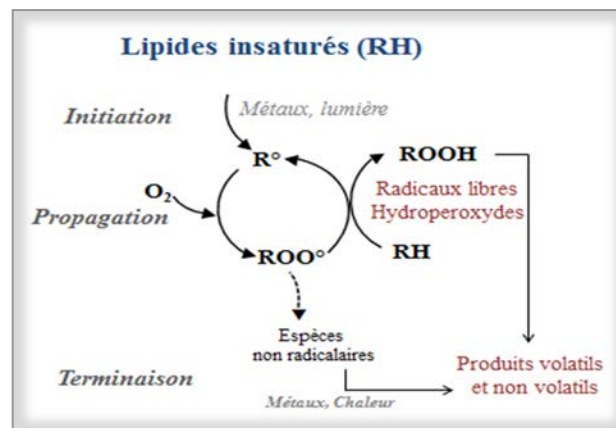 Lipides insaturés (RH)
Initiation
Métaux, lumière
R°
ROOH
O₂
Radicaux libres
Hydroperoxydes
Propagation
ROO°
RH
Espèces
non radicalaires
Produits volatils
et non volatils
Terminaison
Métaux, Chaleur